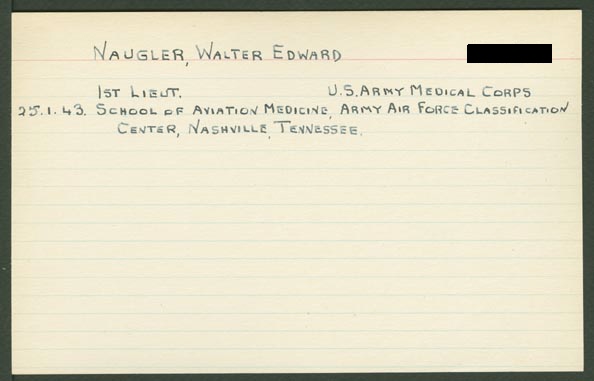 NAUGLER, WALTER EDWARD
1ST LIEUT. U.S. ARMY MEDICAL CORPS
25.1.43. SCHOOL OF AVIATION MEDICINE, ARMY AIR FORCE CLASSIFICATION
CENTER, NASHVILLE, TENNESSEE.